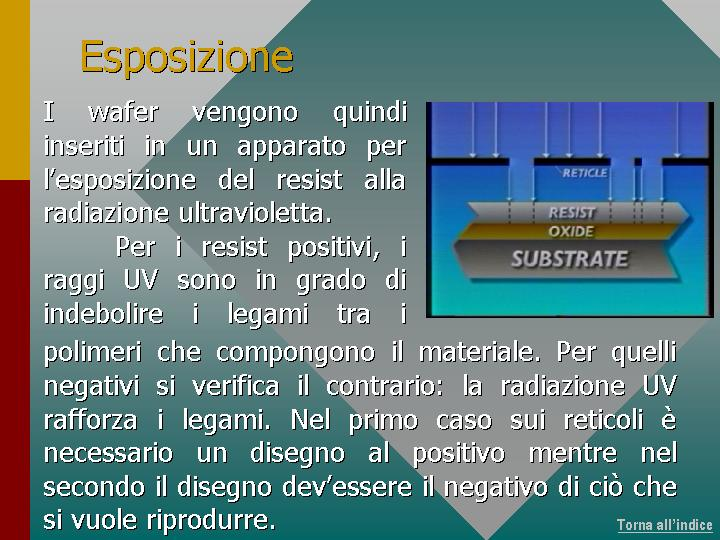 Esposizione
I wafer vengono quindi
inseriti in un apparato per
l'esposizione del resist alla
radiazione ultravioletta.
Per i resist positivi, i
raggi UV sono in grado di
indebolire i legami tra i
polimeri che compongono il materiale. Per quelli
negativi si verifica il contrario: la radiazione UV
rafforza i legami. Nel primo caso sui reticoli è
necessario un disegno al positivo mentre nel
secondo il disegno dev'essere il negativo di ciò che
si vuole riprodurre.
RETICLE
RESIST
OXIDE
SUBSTRATE
Torna all'indice